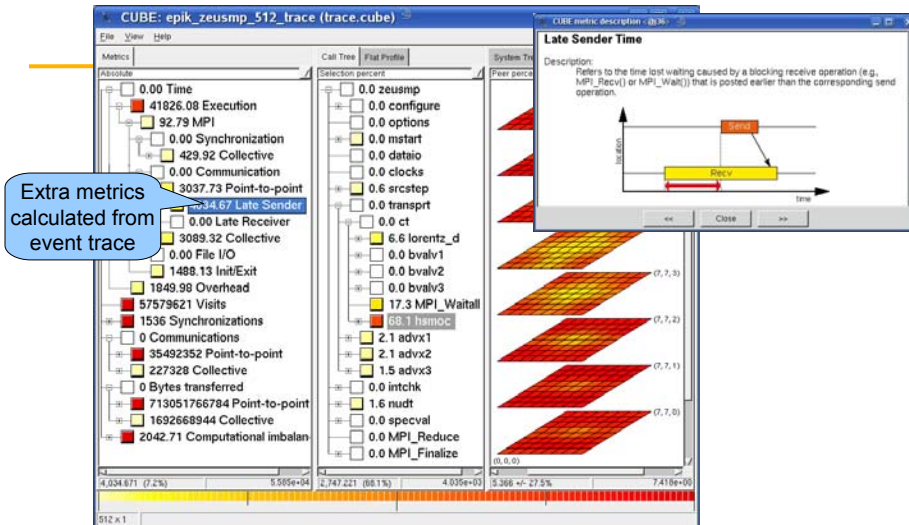 CUBE: epik_zeusmp_512_trace (trace.cube)
File View Help
Metrics
Absolute
0.00 Time
41826.08 Execution
92.79 MPI
0.00 Synchronization
429.92 Collective
0.00 Communication
3037.73 Point-to-point
4034.67 Late Sender
0.00 Late Receiver
3089.32 Collective
0.00 File I/O
1488.13 Init/Exit
1849.98 Overhead
57579621 Visits
1536 Synchronizations
0 Communications
35492352 Point-to-point
227328 Collective
0 Bytes transferred
713051766784 Point-to-point
1692668944 Collective
2042.71 Computational imbalan
4,034.671 (7.2%) 5.585e+04
Extra metrics
calculated from
event trace
Call Tree Flat Profile
Selection percent
0.0 zeusmp
0.0 configure
0.0 options
0.0 mstart
0.0 dataio
0.0 clocks
0.6 srcstep
0.0 transprt
0.0 ct
6.6 lorentz_d
0.0 bvalv1
0.0 bvalv2
0.0 bvalv3
17.3 MPI_Waitall
68.1 hsmoc
2.1 advx1
2.1 advx2
1.5 advx3
0.0 intchk
1.6 nudt
0.0 specval
0.0 MPI_Reduce
0.0 MPI_Finalize
2,747.221 (68.1%) 4.035e+03
System Tre
Peer perce
(7, 7, 3)
(7, 7, 2)
(7, 7, 1)
(7, 7, 0)
(0, 0, 0)
5.366 +/- 27.5% 7.418e+00
512 x 1
CUBE metric description <@j36>
Late Sender Time
Description:
Refers to the time lost waiting caused by a blocking receive operation (e.g.,
MPI_Recv() or MPI_Wait()) that is posted earlier than the corresponding send
operation.
location
Send
Recv
time
<< Close >>